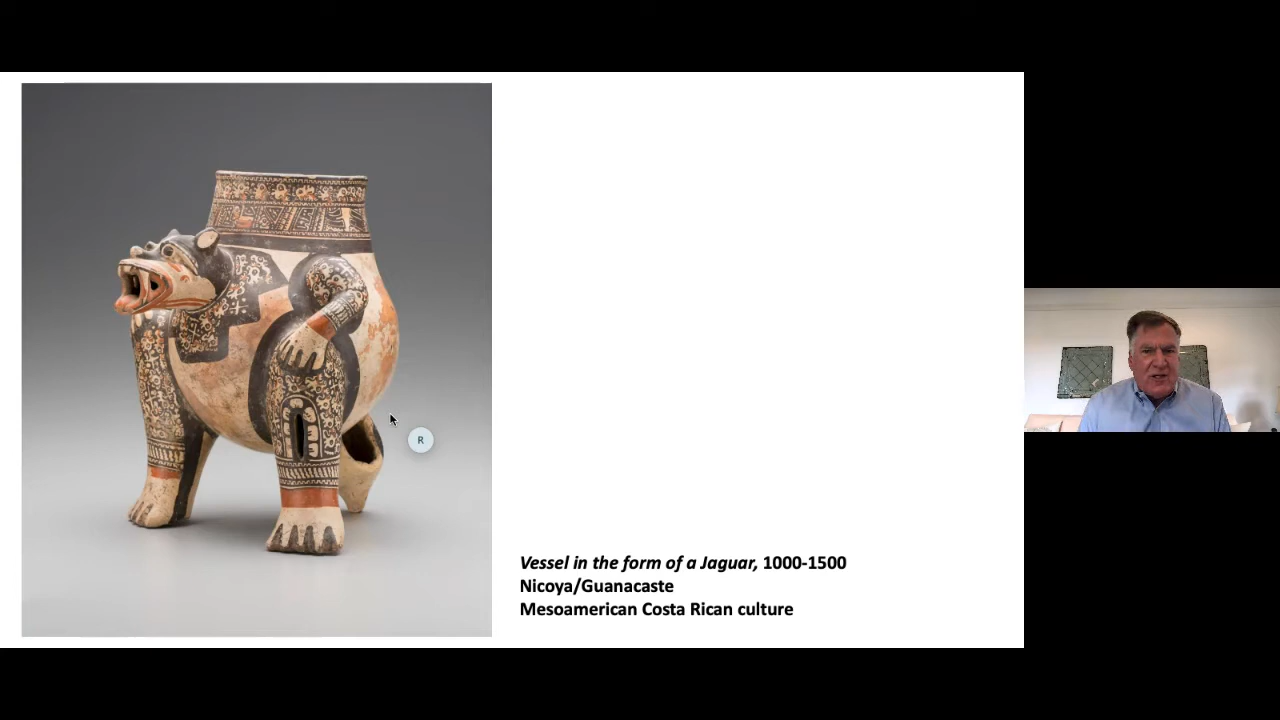 R
Vessel in the form of a Jaguar, 1000-1500
Nicoya/Guanacaste
Mesoamerican Costa Rican culture